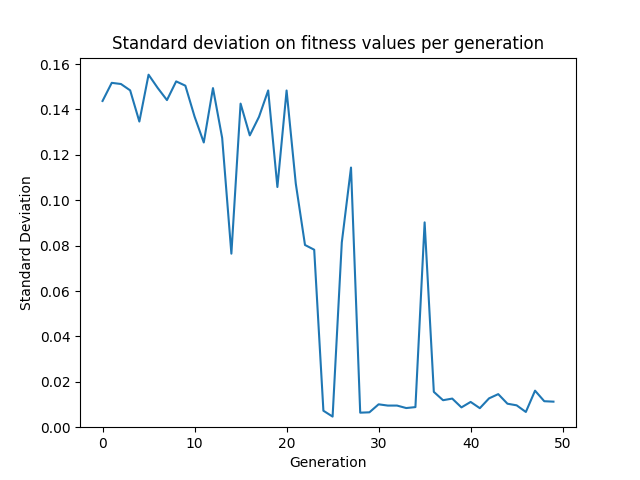 Standard deviation on fitness values per generation
0.16
0.14
0.12
0.10
0.08
0.06
0.04
0.02
0.00
Standard Deviation
0 10 20 30 40 50
Generation